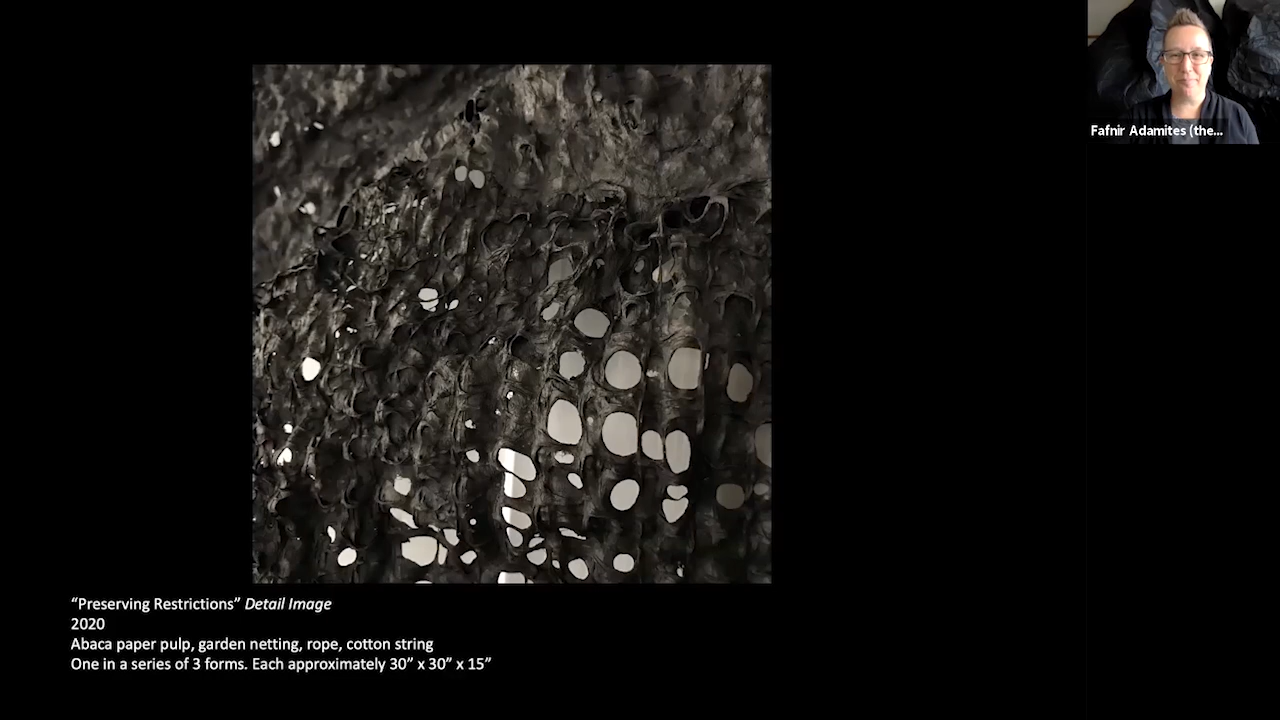 Fafnir Adamites (the...
“Preserving Restrictions” Detail Image
2020
Abaca paper pulp, garden netting, rope, cotton string
One in a series of 3 forms. Each approximately 30” x 30” x 15”